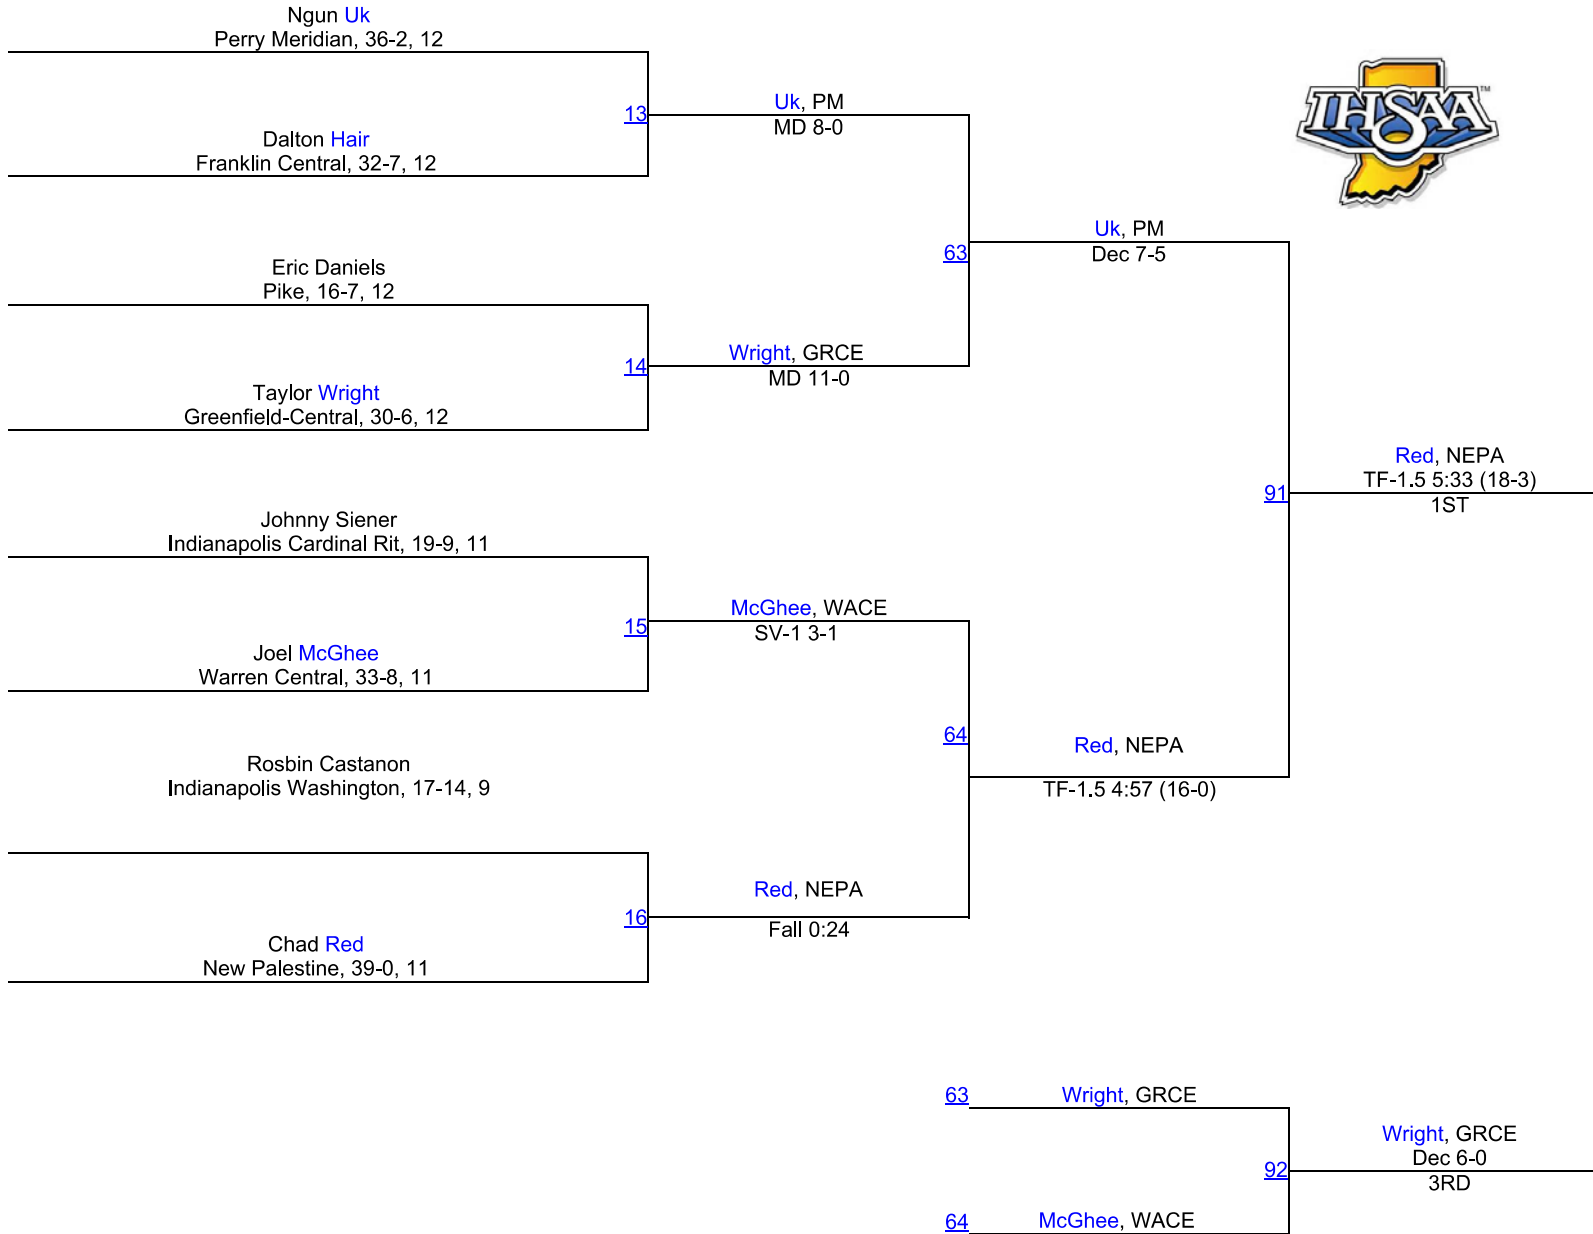 Ngun Uk
Perry Meridian, 36-2, 12
13
Uk, PM
MD 8-0
Dalton Hair
Franklin Central, 32-7, 12
IHSAA™
63
Uk, PM
Dec 7-5
Eric Daniels
Pike, 16-7, 12
14
Wright, GRCE
MD 11-0
Taylor Wright
Greenfield-Central, 30-6, 12
91
Red, NEPA
TF-1.5 5:33 (18-3)
1ST
Johnny Siener
Indianapolis Cardinal Rit, 19-9, 11
15
McGhee, WACE
SV-1 3-1
Joel McGhee
Warren Central, 33-8, 11
64
Red, NEPA
TF-1.5 4:57 (16-0)
Rosbin Castanon
Indianapolis Washington, 17-14, 9
16
Red, NEPA
Fall 0:24
Chad Red
New Palestine, 39-0, 11
63
Wright, GRCE
92
Wright, GRCE
Dec 6-0
3RD
64
McGhee, WACE